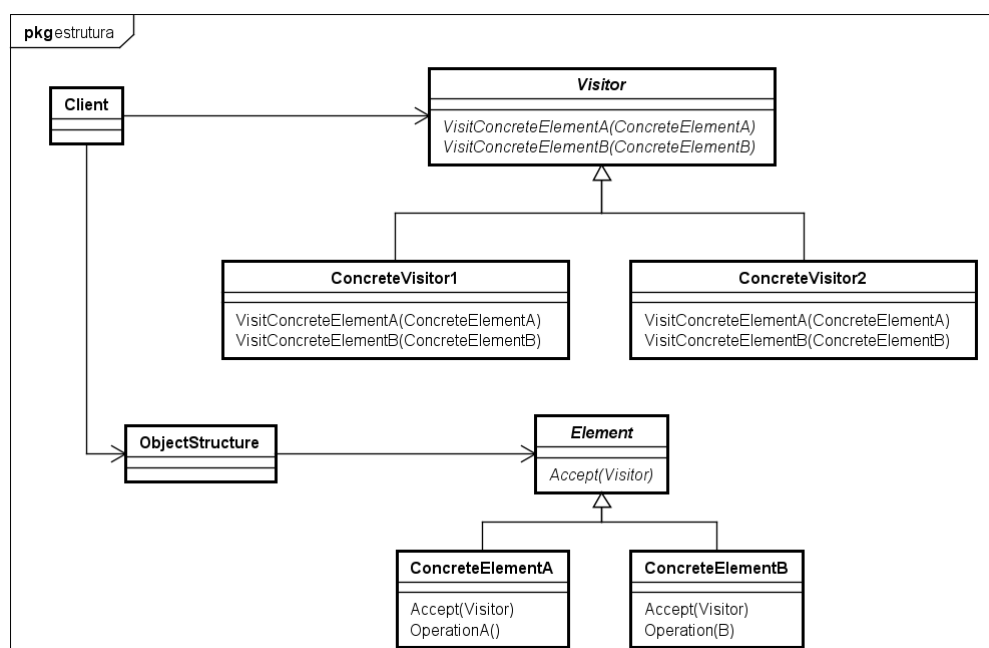 pkg estrutura
Client
Visitor
VisitConcreteElementA(ConcreteElementA)
VisitConcreteElementB(ConcreteElementB)
ConcreteVisitor1
VisitConcreteElementA(ConcreteElementA)
VisitConcreteElementB(ConcreteElementB)
ConcreteVisitor2
VisitConcreteElementA(ConcreteElementA)
VisitConcreteElementB(ConcreteElementB)
ObjectStructure
Element
Accept(Visitor)
ConcreteElementA
Accept(Visitor)
OperationA()
ConcreteElementB
Accept(Visitor)
Operation(B)